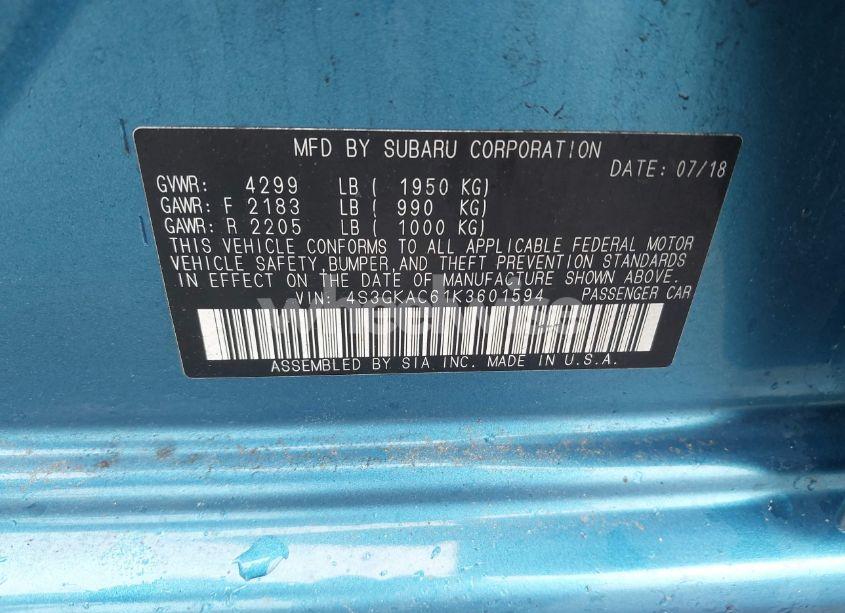 MFD BY SUBARU CORPORATION
DATE: 07/18
GVWR: 4299 LB ( 1950 KG)
GAWR: F 2183 LB ( 990 KG)
GAWR: R 2205 LB ( 1000 KG)
THIS VEHICLE CONFORMS TO ALL APPLICABLE FEDERAL MOTOR
VEHICLE SAFETY,BUMPER,AND THEFT PREVENTION STANDARDS
IN EFFECT ON THE DATE OF MANUFACTURE SHOWN ABOVE.
VIN: 4S3GKAC61K3601594 PASSENGER CAR
ASSEMBLED BY SIA INC. MADE IN U.S.A.